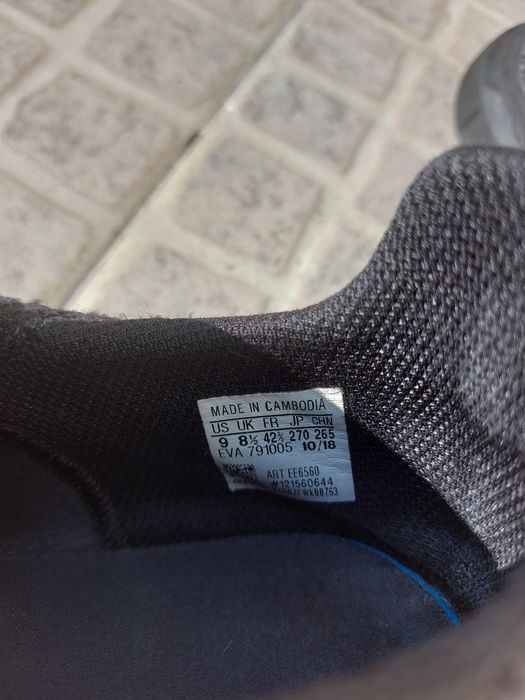 MADE IN CAMBODIA
US UK FR JP CHN
9 8½ 42⅔ 270 265
EVA 791005 10/18
ART EE6560
#121560644